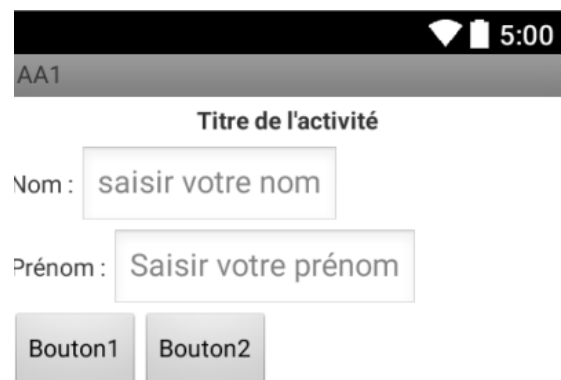 5:00
AA1
Titre de l'activité
Nom : saisir votre nom
Prénom : Saisir votre prénom
Bouton1 Bouton2